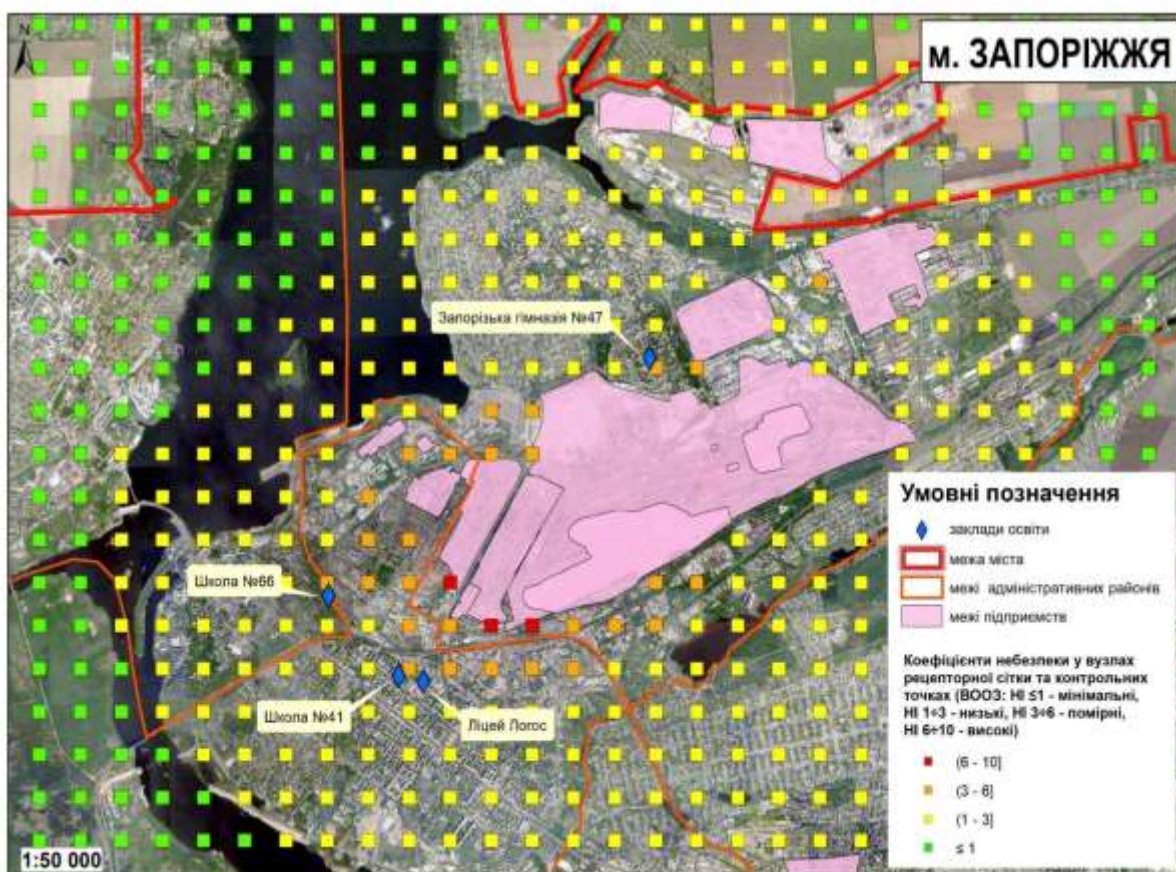 N
м. ЗАПОРІЖЖЯ
Запорізька гімназія №47
Школа №66
Школа №41
Ліцей Логос
1:50 000
Умовні позначення
заклади освіти
межа міста
межі адміністративних районів
межі підприємств
Коефіцієнти небезпеки у вузлах
рецепторної сітки та контрольних
точках (ВООЗ: HI ≤1 - мінімальні,
HI 1÷3 - низькі, HI 3÷6 - помірні,
HI 6÷10 - високі)
(6 - 10]
(3 - 6]
(1 - 3]
≤ 1